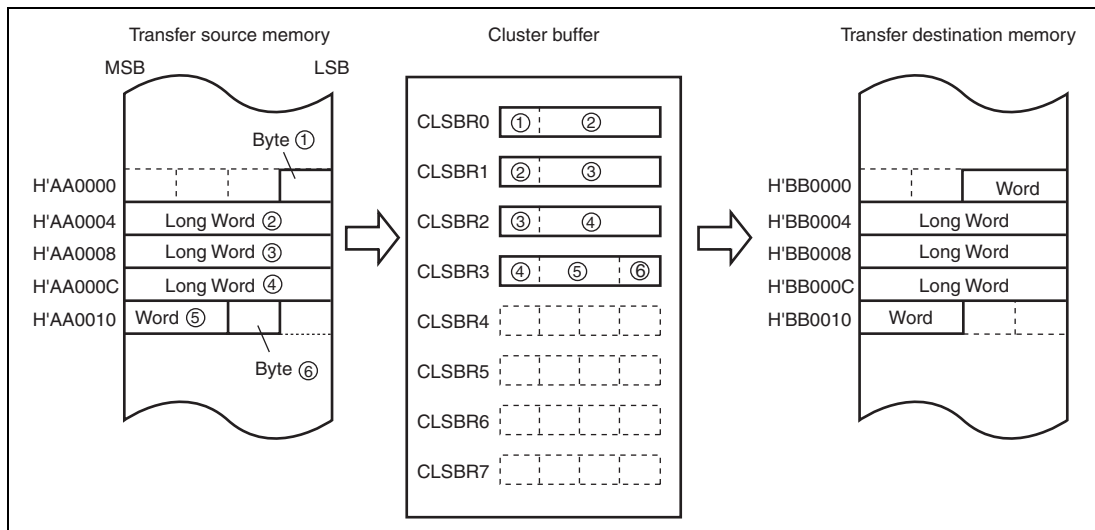 Transfer source memory
MSB
LSB
Byte ①
H'AA0000
H'AA0004
Long Word ②
H'AA0008
Long Word ③
H'AA000C
Long Word ④
H'AA0010
Word ⑤
Byte ⑥
Cluster buffer
CLSBR0
①
②
CLSBR1
②
③
CLSBR2
③
④
CLSBR3
④
⑤
⑥
CLSBR4
CLSBR5
CLSBR6
CLSBR7
Transfer destination memory
H'BB0000
Word
H'BB0004
Long Word
H'BB0008
Long Word
H'BB000C
Long Word
H'BB0010
Word